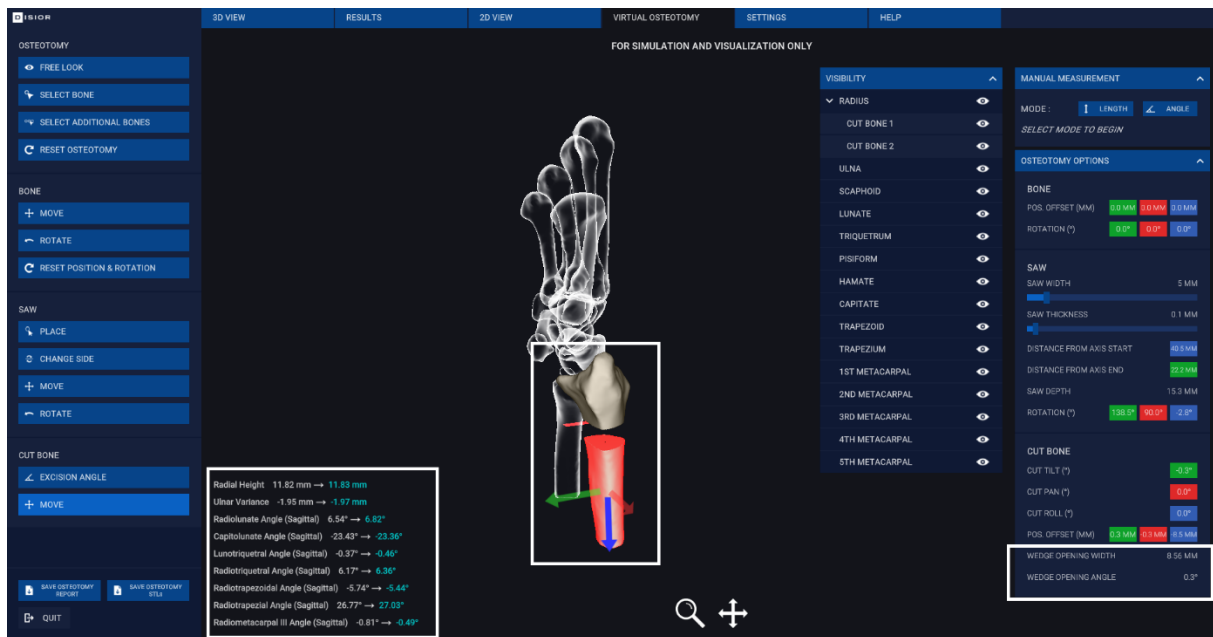 DISIOR
3D VIEW RESULTS 2D VIEW VIRTUAL OSTEOTOMY SETTINGS HELP
FOR SIMULATION AND VISUALIZATION ONLY
OSTEOTOMY
FREE LOOK
SELECT BONE
SELECT ADDITIONAL BONES
RESET OSTEOTOMY
BONE
MOVE
ROTATE
RESET POSITION & ROTATION
SAW
PLACE
CHANGE SIDE
MOVE
ROTATE
CUT BONE
EXCISION ANGLE
MOVE
SAVE OSTEOTOMY
REPORT
SAVE OSTEOTOMY
STLs
QUIT
Radial Height 11.82 mm → 11.83 mm
Ulnar Variance -1.95 mm → -1.97 mm
Radiolunate Angle (Sagittal) 6.54° → 6.82°
Capitolunate Angle (Sagittal) -23.43° → -23.36°
Lunotriquetral Angle (Sagittal) -0.37° → -0.46°
Radiotriquetral Angle (Sagittal) 6.17° → 6.36°
Radiotrapezoidal Angle (Sagittal) -5.74° → -5.44°
Radiotrapezial Angle (Sagittal) 26.77° → 27.03°
Radiometacarpal III Angle (Sagittal) -0.81° → -0.49°
VISIBILITY
RADIUS
CUT BONE 1
CUT BONE 2
ULNA
SCAPHOID
LUNATE
TRIQUETRUM
PISIFORM
HAMATE
CAPITATE
TRAPEZOID
TRAPEZIUM
1ST METACARPAL
2ND METACARPAL
3RD METACARPAL
4TH METACARPAL
5TH METACARPAL
MANUAL MEASUREMENT
MODE : LENGTH ANGLE
SELECT MODE TO BEGIN
OSTEOTOMY OPTIONS
BONE
POS. OFFSET (MM) 0.0 MM 0.0 MM 0.0 MM
ROTATION (°) 0.0° 0.0° 0.0°
SAW
SAW WIDTH 5 MM
SAW THICKNESS 0.1 MM
DISTANCE FROM AXIS START 40.5 MM
DISTANCE FROM AXIS END 22.2 MM
SAW DEPTH 15.3 MM
ROTATION (°) 138.5° 90.0° -2.8°
CUT BONE
CUT TILT (°) -0.3°
CUT PAN (°) 0.0°
CUT ROLL (°) 0.0°
POS. OFFSET (MM) 0.3 MM -0.3 MM -8.5 MM
WEDGE OPENING WIDTH 8.56 MM
WEDGE OPENING ANGLE 0.3°